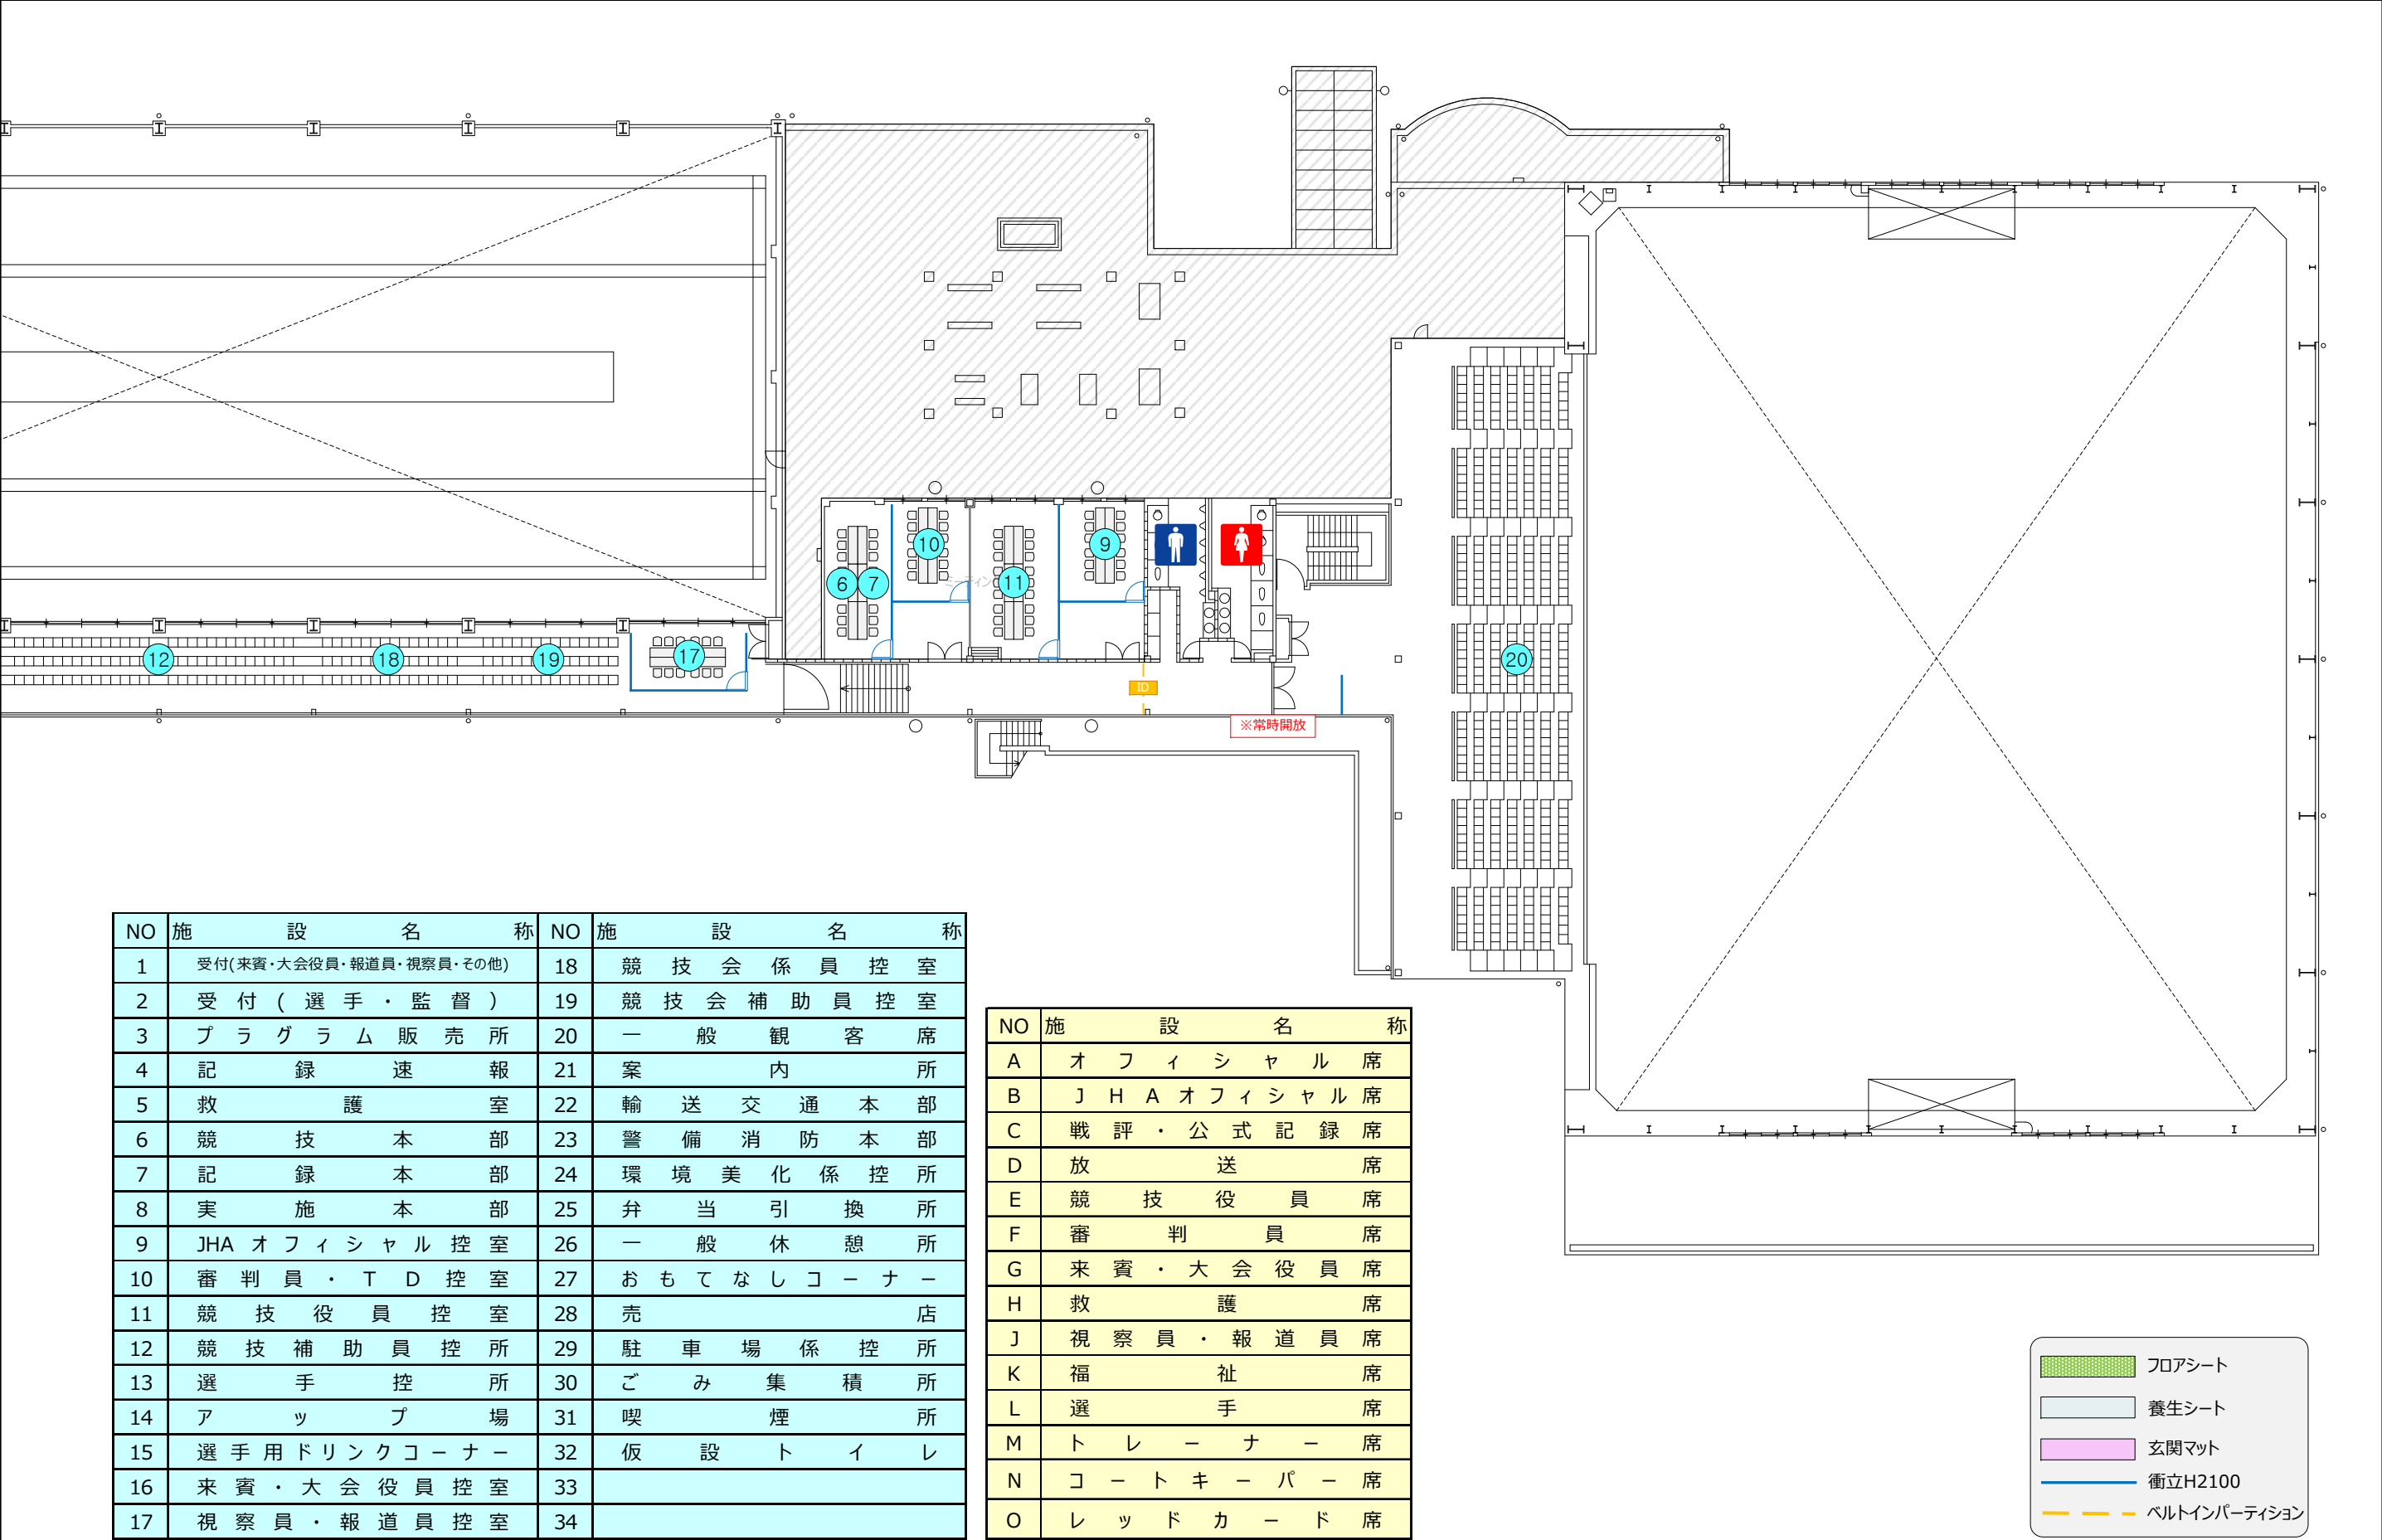 10
9
6
7
ミーティン
11
12
18
19
17
20
ID
※常時開放
NO 施設名称 NO 施設名称
1 受付(来賓・大会役員・報道員・視察員・その他) 18 競技会係員控室
2 受付(選手・監督) 19 競技会補助員控室
3 プラグラム販売所 20 一般観客席
4 記録速報 21 案内所
5 救護室 22 輸送交通本部
6 競技本部 23 警備消防本部
7 記録本部 24 環境美化係控所
8 実施本部 25 弁当引換所
9 JHAオフィシャル控室 26 一般休憩所
10 審判員・TD控室 27 おもてなしコーナー
11 競技役員控室 28 売店
12 競技補助員控所 29 駐車場係控所
13 選手控所 30 ごみ集積所
14 アップ場 31 喫煙所
15 選手用ドリンクコーナー 32 仮設トイレ
16 来賓・大会役員控室 33
17 視察員・報道員控室 34
NO 施設名称
A オフィシャル席
B JHAオフィシャル席
C 戦評・公式記録席
D 放送席
E 競技役員席
F 審判員席
G 来賓・大会役員席
H 救護席
J 視察員・報道員席
K 福祉席
L 選手席
M トレーナー席
N コートキーパー席
O レッドカード席
フロアシート
養生シート
玄関マット
衝立H2100
ベルトインパーティション